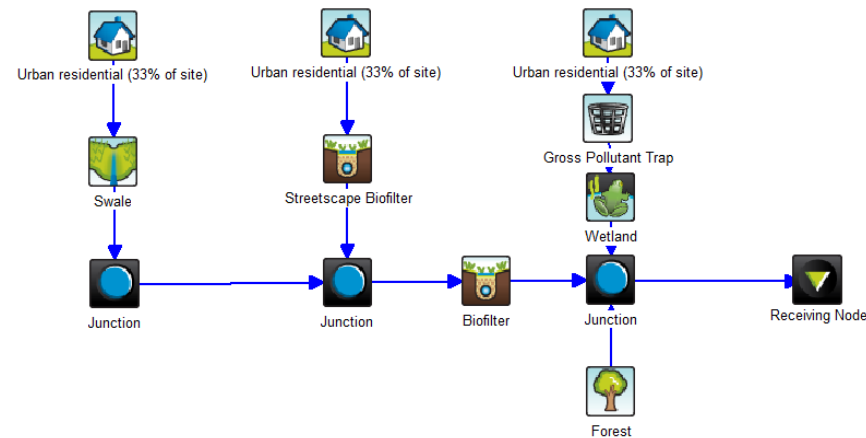 Urban residential (33% of site)
Urban residential (33% of site)
Urban residential (33% of site)
Gross Pollutant Trap
Swale
Streetscape Biofilter
Wetland
Junction
Junction
Biofilter
Junction
Receiving Node
Forest